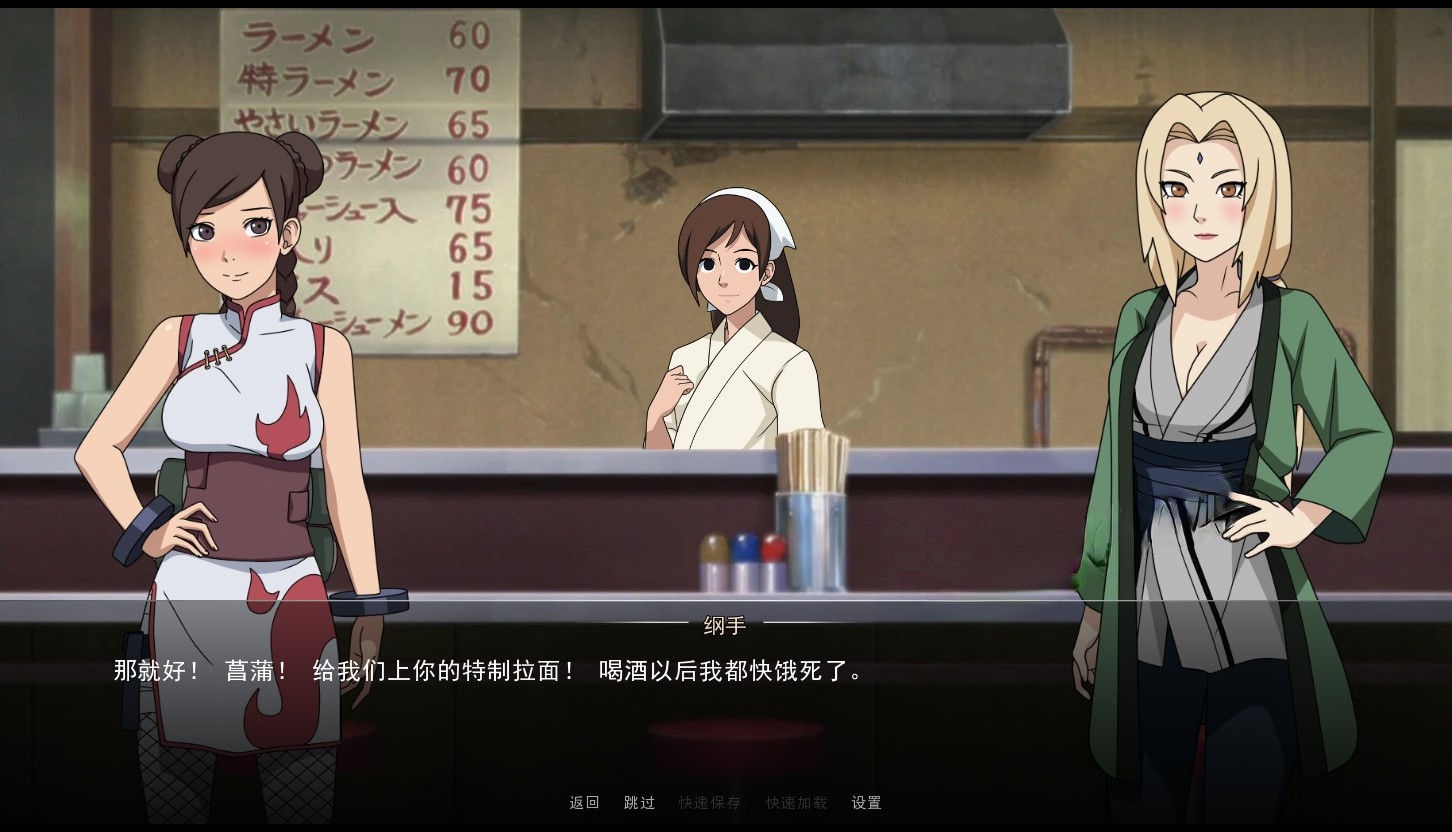 ラーメン 60
特ラーメン 70
やさいラーメン 65
ラーメン 60
ーシュー入 75
入り 65
ス 15
ーシューメン 90
纲手
那就好！ 菖蒲！ 给我们上你的特制拉面！ 喝酒以后我都快饿死了。
返回 跳过 快速保存 快速加载 设置